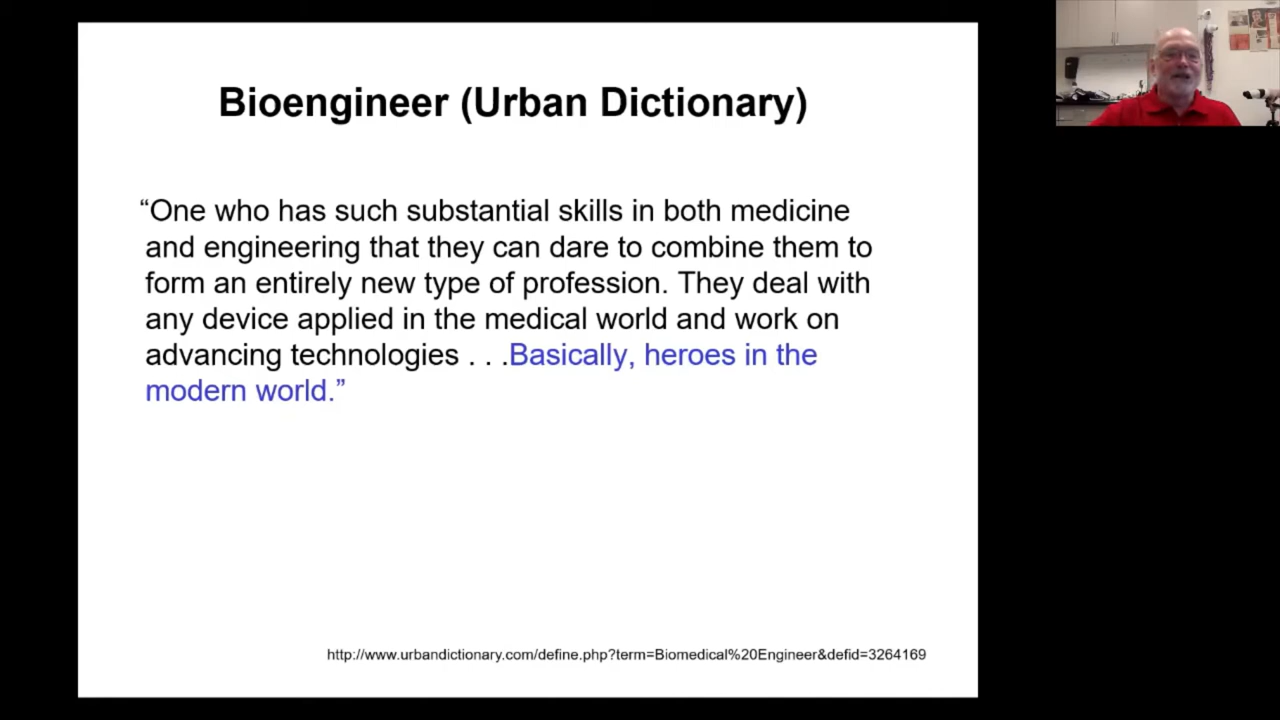 Bioengineer (Urban Dictionary)
“One who has such substantial skills in both medicine
and engineering that they can dare to combine them to
form an entirely new type of profession. They deal with
any device applied in the medical world and work on
advancing technologies . . .Basically, heroes in the
modern world.”
http://www.urbandictionary.com/define.php?term=Biomedical%20Engineer&defid=3264169